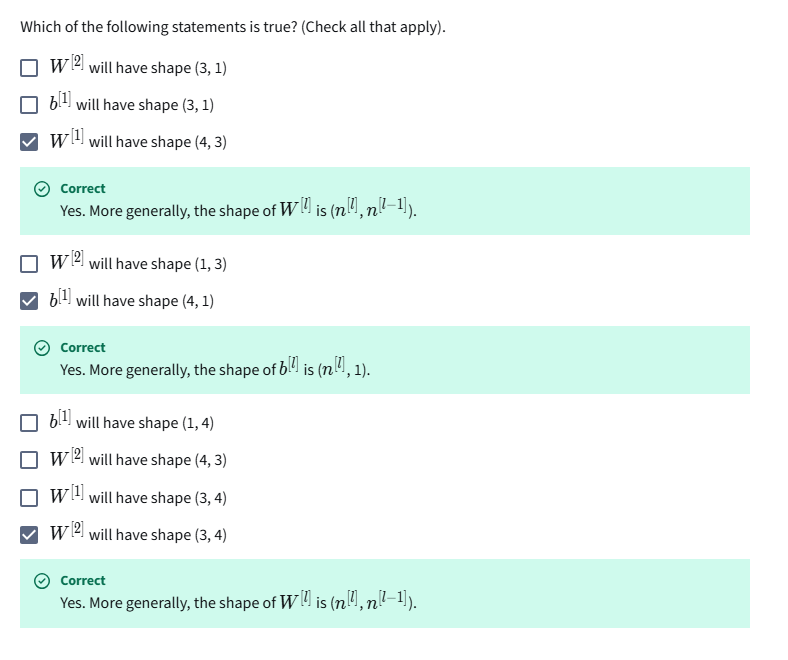 Which of the following statements is true? (Check all that apply).
W^{[2]} will have shape (3, 1)
b^{[1]} will have shape (3, 1)
W^{[1]} will have shape (4, 3)
Correct
Yes. More generally, the shape of W^{[l]} is (n^{[l]}, n^{[l−1]}).
W^{[2]} will have shape (1, 3)
b^{[1]} will have shape (4, 1)
Correct
Yes. More generally, the shape of b^{[l]} is (n^{[l]}, 1).
b^{[1]} will have shape (1, 4)
W^{[2]} will have shape (4, 3)
W^{[1]} will have shape (3, 4)
W^{[2]} will have shape (3, 4)
Correct
Yes. More generally, the shape of W^{[l]} is (n^{[l]}, n^{[l−1]}).